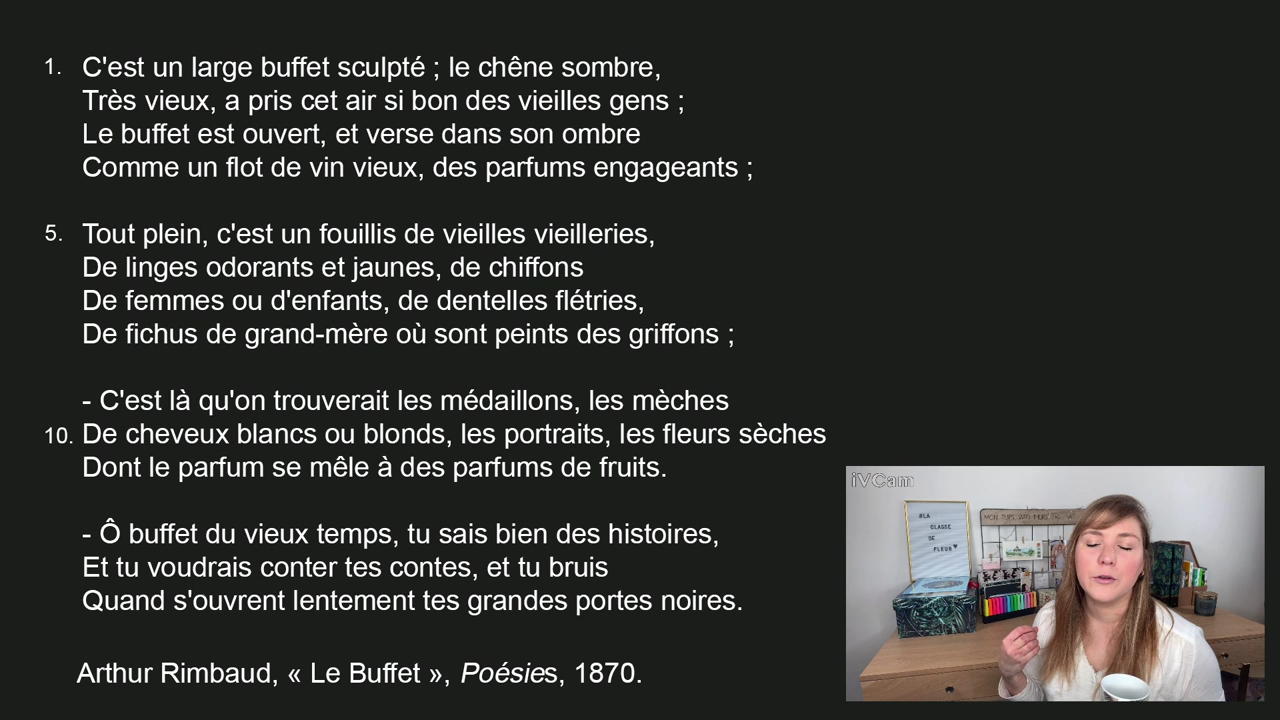 1. C'est un large buffet sculpté ; le chêne sombre,
Très vieux, a pris cet air si bon des vieilles gens ;
Le buffet est ouvert, et verse dans son ombre
Comme un flot de vin vieux, des parfums engageants ;
5. Tout plein, c'est un fouillis de vieilles vieilleries,
De linges odorants et jaunes, de chiffons
De femmes ou d'enfants, de dentelles flétries,
De fichus de grand-mère où sont peints des griffons ;
- C'est là qu'on trouverait les médaillons, les mèches
10. De cheveux blancs ou blonds, les portraits, les fleurs sèches
Dont le parfum se mêle à des parfums de fruits.
- Ô buffet du vieux temps, tu sais bien des histoires,
Et tu voudrais conter tes contes, et tu bruis
Quand s'ouvrent lentement tes grandes portes noires.
Arthur Rimbaud, « Le Buffet », Poésies, 1870.
iVCam
#LA
CLASSE
DE
FLEUR